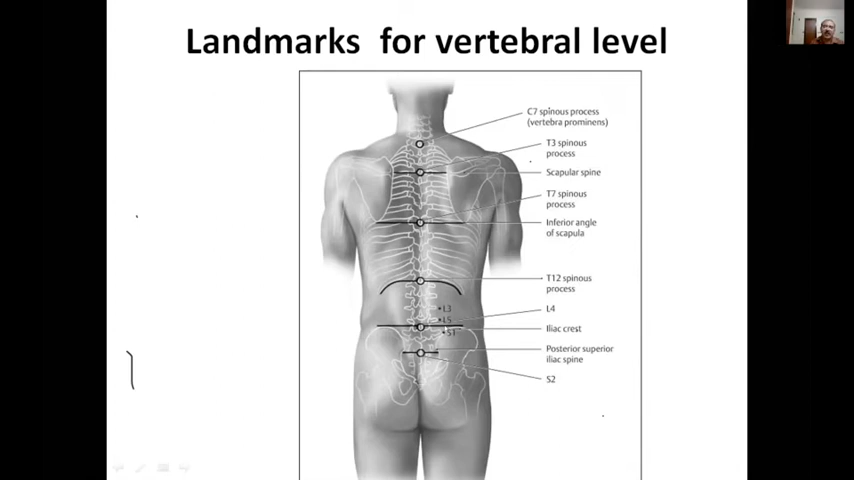 Landmarks for vertebral level
C7 spinous process
(vertebra prominens)
T3 spinous
process
Scapular spine
T7 spinous
process
Inferior angle
of scapula
T12 spinous
process
• L3
L4
• L5
Iliac crest
• S1
Posterior superior
iliac spine
S2